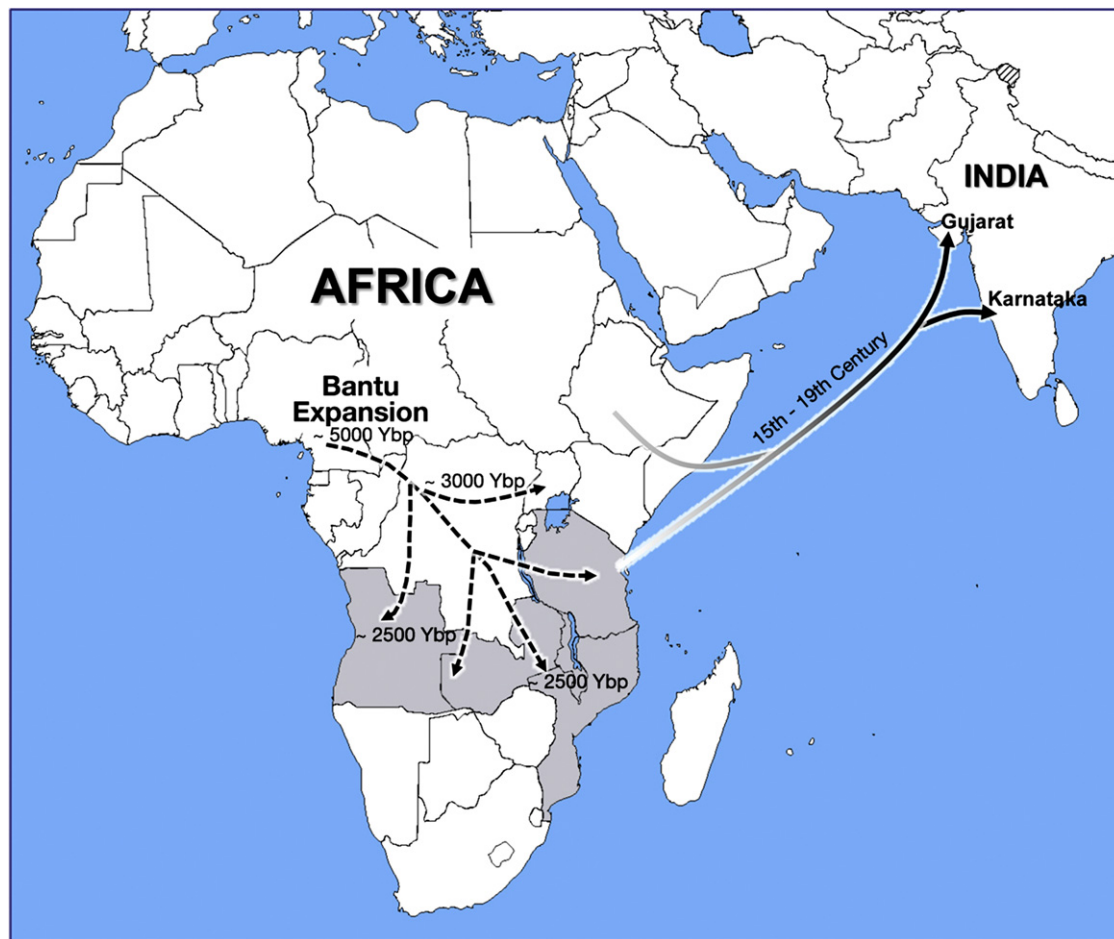 INDIA
Gujarat
Karnataka
AFRICA
15th - 19th Century
Bantu
Expansion
~ 5000 Ybp
~ 3000 Ybp
~ 2500 Ybp
~ 2500 Ybp